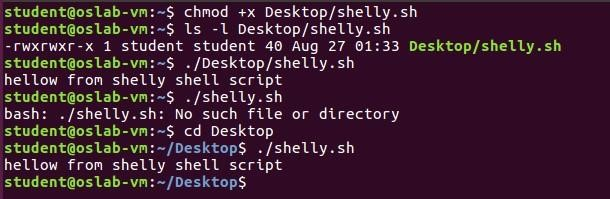 student@oslab-vm:~$ chmod +x Desktop/shelly.sh
student@oslab-vm:~$ ls -l Desktop/shelly.sh
-rwxrwxr-x 1 student student 40 Aug 27 01:33 Desktop/shelly.sh
student@oslab-vm:~$ ./Desktop/shelly.sh
hellow from shelly shell script
student@oslab-vm:~$ ./shelly.sh
bash: ./shelly.sh: No such file or directory
student@oslab-vm:~$ cd Desktop
student@oslab-vm:~/Desktop$ ./shelly.sh
hellow from shelly shell script
student@oslab-vm:~/Desktop$